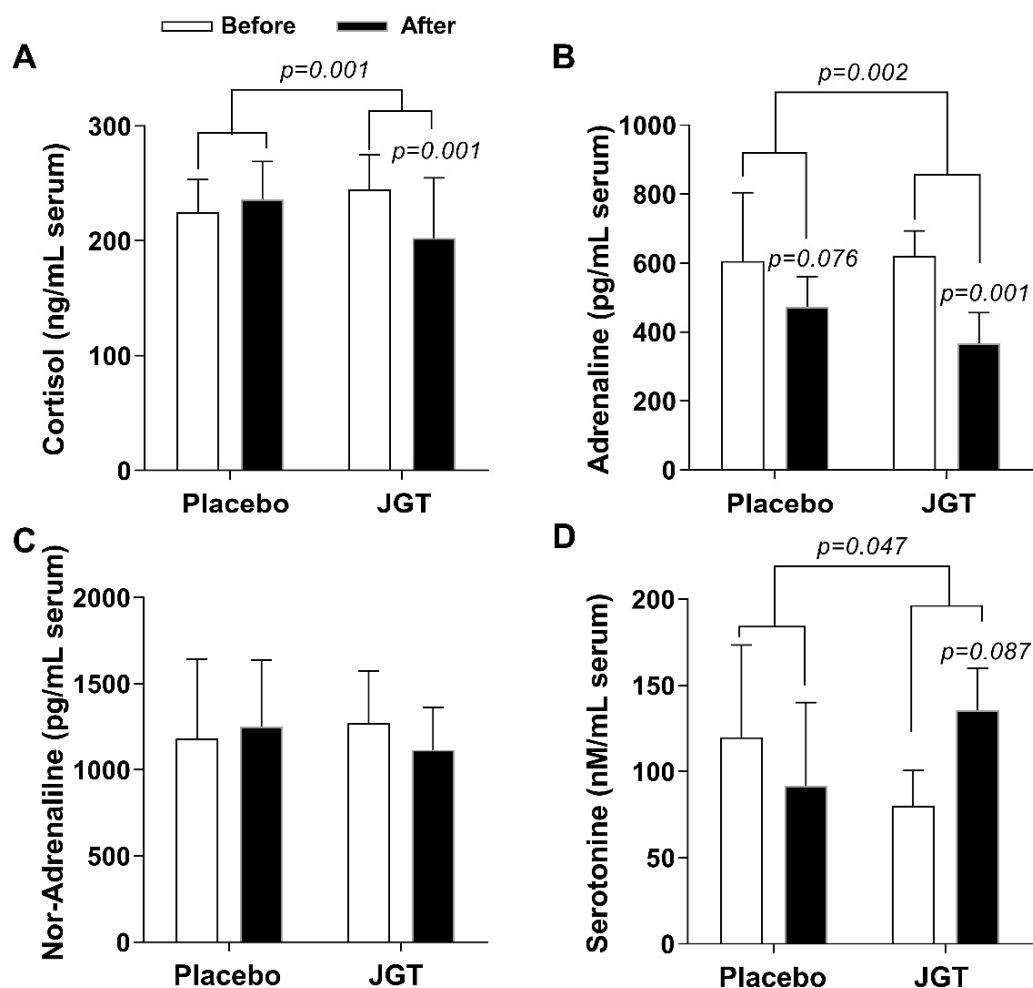 Before After
A
p=0.001
p=0.001
Cortisol (ng/mL serum)
300
200
100
0
Placebo JGT
B
p=0.002
p=0.076
p=0.001
Adrenaline (pg/mL serum)
1000
800
600
400
200
0
Placebo JGT
C
Nor-Adrenalilne (pg/mL serum)
2000
1500
1000
500
0
Placebo JGT
D
p=0.047
p=0.087
Serotonine (nM/mL serum)
200
150
100
50
0
Placebo JGT